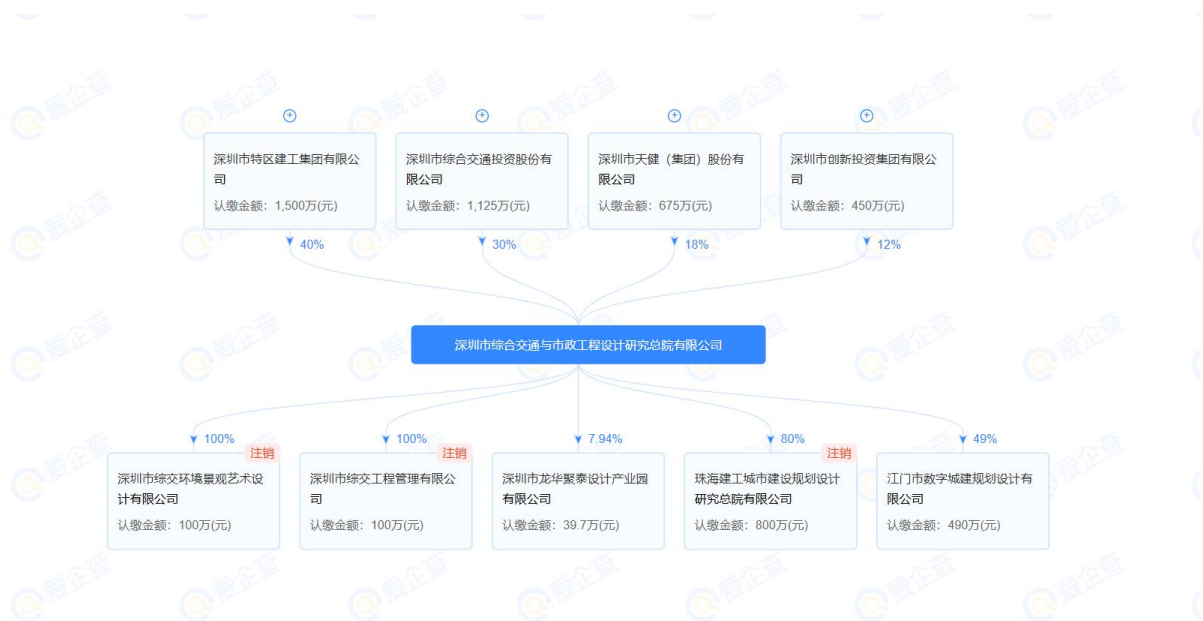 深圳市特区建工集团有限公
司
认缴金额：1,500万(元)
深圳市综合交通投资股份有
限公司
认缴金额：1,125万(元)
深圳市天健（集团）股份有
限公司
认缴金额：675万(元)
深圳市创新投资集团有限公
司
认缴金额：450万(元)
40%
30%
18%
12%
深圳市综合交通与市政工程设计研究总院有限公司
100%
注销
深圳市综交环境景观艺术设
计有限公司
认缴金额：100万(元)
100%
注销
深圳市综交工程管理有限公
司
认缴金额：100万(元)
7.94%
深圳市龙华聚泰设计产业园
有限公司
认缴金额：39.7万(元)
80%
注销
珠海建工城市建设规划设计
研究总院有限公司
认缴金额：800万(元)
49%
江门市数字城建规划设计有
限公司
认缴金额：490万(元)
爱企查